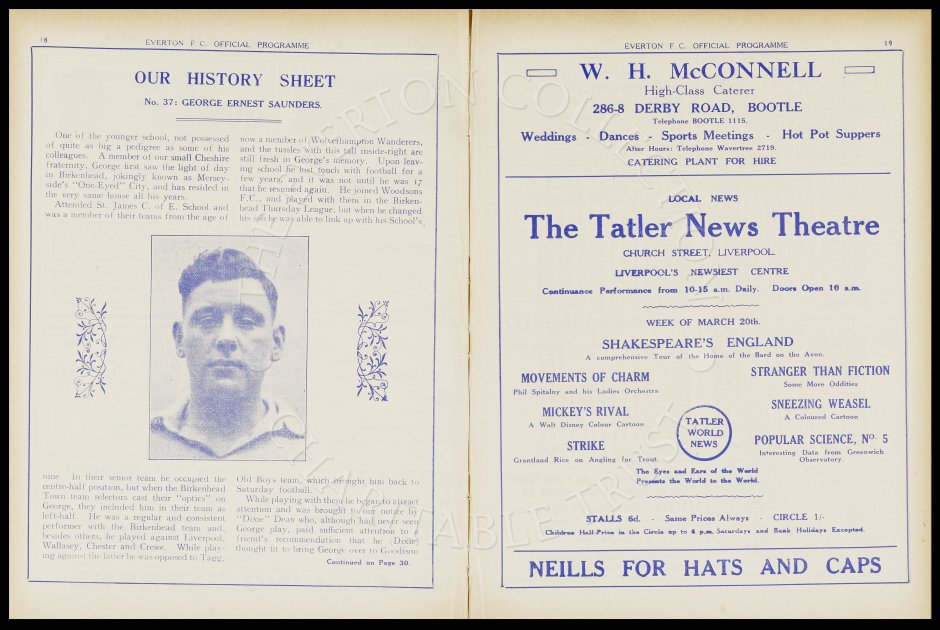 18
EVERTON F.C. OFFICIAL PROGRAMME
OUR HISTORY SHEET
No. 37: GEORGE ERNEST SAUNDERS.
One of the younger school, not possessed
of quite as big a pedigree as some of his
colleagues. A member of our small Cheshire
fraternity, George first saw the light of day
in Birkenhead, jokingly known as Mersey-
side's "One-Eyed" City, and has resided in
the very same house all his years.
Attended St. James C. of E. School and
was a member of their teams from the age of
nine. In their senior team he occupied the
centre-half position, but when the Birkenhead
Town team selectors cast their "optics" on
George, they included him in their team as
left-half. He was a regular and consistent
performer with the Birkenhead team and,
besides others, he played against Liverpool,
Wallasey, Chester and Crewe. While play-
ing against the latter he was opposed to Tagg,
now a member of Wolverhampton Wanderers,
and the tussles with this tall inside-right are
still fresh in George's memory. Upon leav-
ing school he lost touch with football for a
few years, and it was not until he was 17
that he resumed again. He joined Woodsons
F.C., and played with them in the Birken-
head Thursday League, but when he changed
his job he was able to link up with his School's
Old Boys team, which brought him back to
Saturday football.
While playing with them he began to attract
attention and was brought to our notice by
"Dixie" Dean who, although had never seen
George play, paid sufficient attention to a
friend's recommendation that he (Dixie)
thought fit to bring George over to Goodison
Continued on Page 30.
EVERTON F.C. OFFICIAL PROGRAMME
19
W. H. McCONNELL
High-Class Caterer
286-8 DERBY ROAD, BOOTLE
Telephone BOOTLE 1115.
Weddings - Dances - Sports Meetings - Hot Pot Suppers
After Hours: Telephone Wavertree 2719.
CATERING PLANT FOR HIRE
LOCAL NEWS
The Tatler News Theatre
CHURCH STREET, LIVERPOOL.
LIVERPOOL'S NEWSIEST CENTRE
Continuance Performance from 10-15 a.m. Daily. Doors Open 10 a.m.
WEEK OF MARCH 20th.
SHAKESPEARE'S ENGLAND
A comprehensive Tour of the Home of the Bard on the Avon.
MOVEMENTS OF CHARM
Phil Spitalny and his Ladies Orchestra
MICKEY'S RIVAL
A Walt Disney Colour Cartoon
STRIKE
Grantland Rice on Angling for Trout.
STRANGER THAN FICTION
Some More Oddities
SNEEZING WEASEL
A Coloured Cartoon
POPULAR SCIENCE, No. 5
Interesting Data from Greenwich
Observatory.
TATLER
WORLD
NEWS
The Eyes and Ears of the World
Presents the World to the World.
STALLS 6d. - Same Prices Always - CIRCLE 1/-
Children Half-Price in the Circle up to 6 p.m. Saturdays and Bank Holidays Excepted.
NEILLS FOR HATS AND CAPS